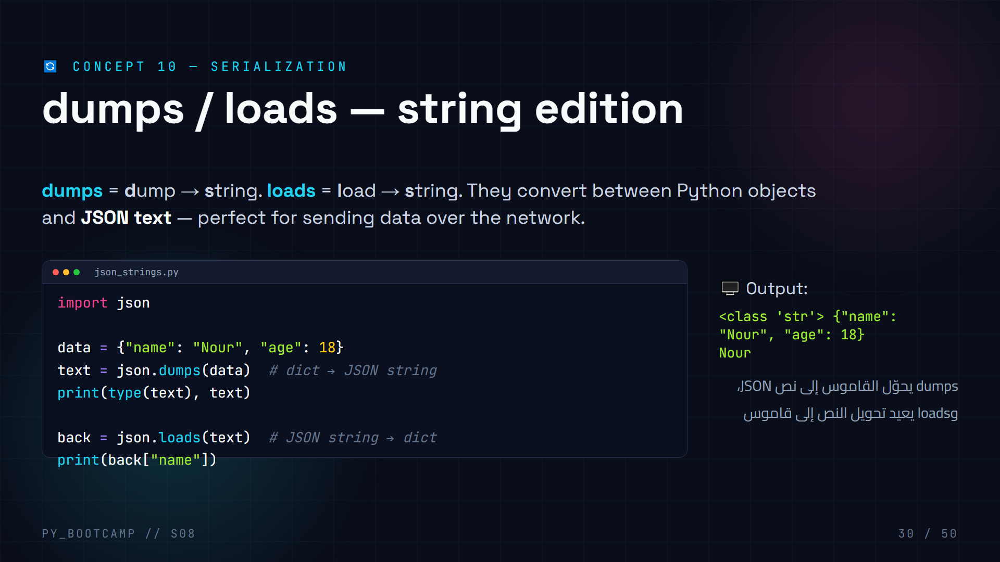 🔄 CONCEPT 10 — SERIALIZATION
dumps / loads — string edition
dumps = dump → string. loads = load → string. They convert between Python objects
and JSON text — perfect for sending data over the network.
json_strings.py
import json
data = {"name": "Nour", "age": 18}
text = json.dumps(data)  # dict → JSON string
print(type(text), text)
back = json.loads(text)  # JSON string → dict
print(back["name"])
🖥️ Output:
<class 'str'> {"name":
"Nour", "age": 18}
Nour
dumps يحوّل القاموس إلى نص JSON،
وloads يعيد تحويل النص إلى قاموس
PY_BOOTCAMP // S08
30 / 50